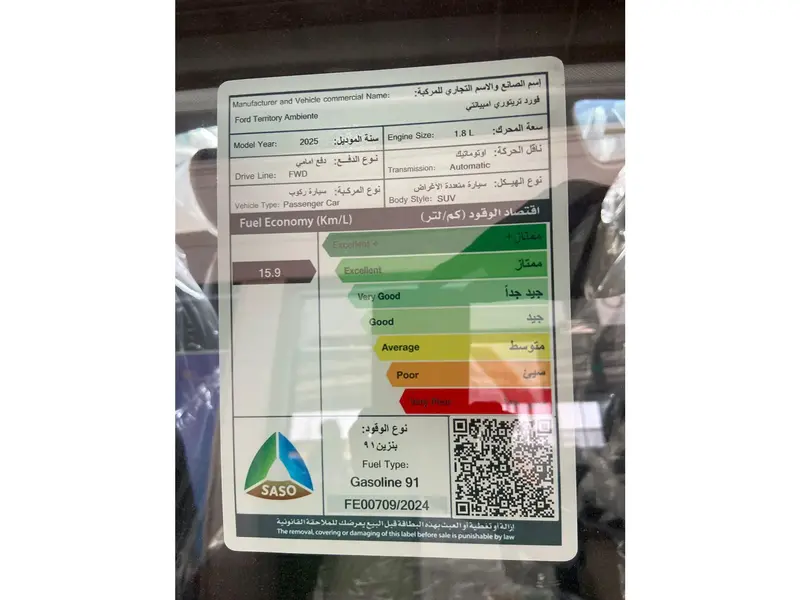 إسم الصانع والاسم التجاري للمركبة:
Manufacturer and Vehicle commercial Name:
فورد تريتوري امبيانتي
Ford Territory Ambiente
Model Year: 2025 سنة الموديل:
Engine Size: 1.8 L سعة المحرك:
نوع الدفع: دفع امامي
Drive Line: FWD
ناقل الحركة: اوتوماتيك
Transmission: Automatic
نوع المركبة: سيارة ركوب
Vehicle Type: Passenger Car
نوع الهيكل: سيارة متعددة الأغراض
Body Style: SUV
Fuel Economy (Km/L) اقتصاد الوقود (كم/لتر)
Excellent + ممتاز+
15.9
Excellent ممتاز
Very Good جيد جداً
Good جيد
Average متوسط
Poor سيئ
SASO
نوع الوقود:
بنزين ٩١
Fuel Type:
Gasoline 91
FE00709/2024
إزالة أو تغطية أو العبث بهذه البطاقة قبل البيع يعرضك للملاحقة القانونية
The removal, covering or damaging of this label before sale is punishable by law